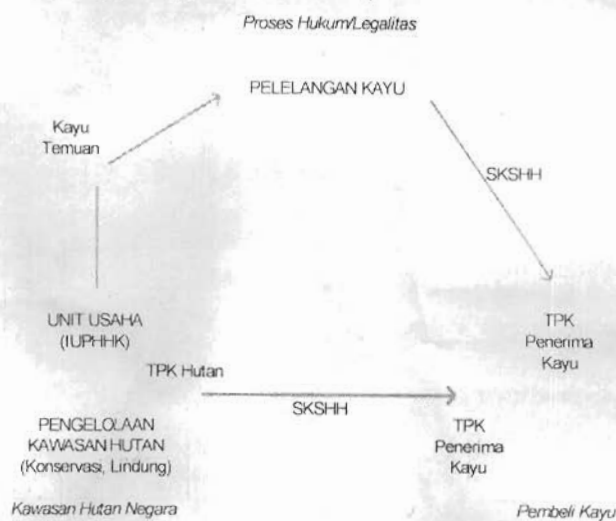 Proses Hukum/Legalitas
PELELANGAN KAYU
Kayu
Temuan
SKSHH
UNIT USAHA
(IUPHHK)
TPK
Penerima
Kayu
TPK Hutan
SKSHH
PENGELOLAAN
KAWASAN HUTAN
(Konservasi, Lindung)
TPK
Penerima
Kayu
Kawasan Hutan Negara
Pembeli Kayu